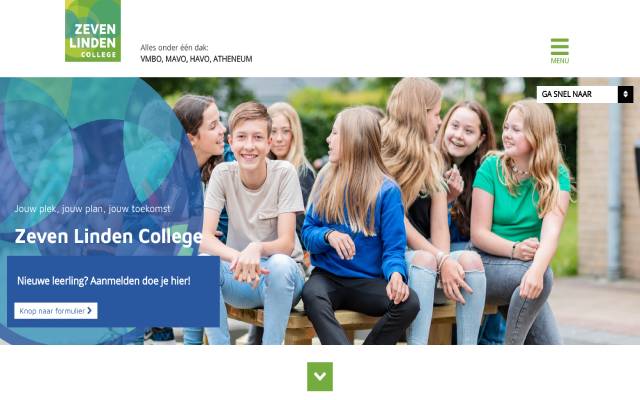 ZEVEN
LINDEN
COLLEGE
Alles onder één dak:
VMBO, MAVO, HAVO, ATHENEUM
MENU
GA SNEL NAAR
Jouw plek, jouw plan, jouw toekomst
Zeven Linden College
Nieuwe leerling? Aanmelden doe je hier!
Knop naar formulier